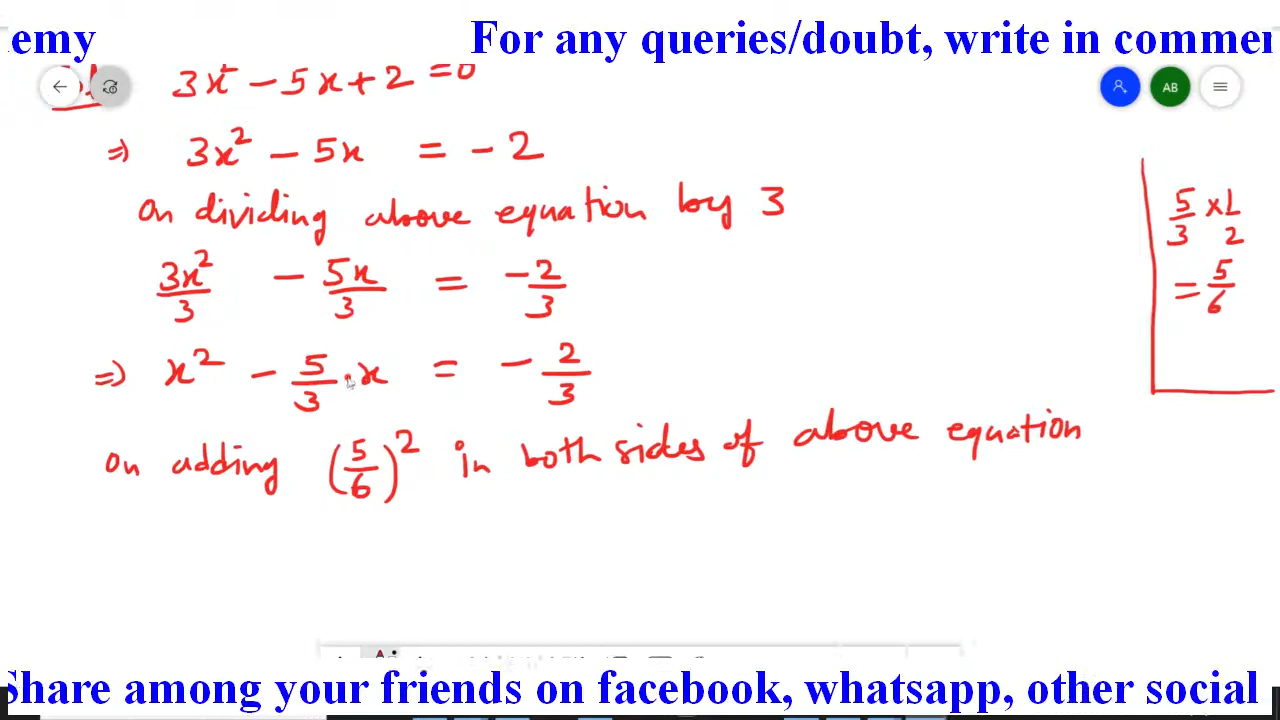 emy For any queries/doubt, write in commen
3x² - 5x + 2 = 0
AB
⇒ 3x² - 5x = - 2
On dividing above equation by 3
3x²/3 - 5x/3 = -2/3
⇒ x² - 5/3 · x = - 2/3
On adding (5/6)² in both sides of above equation
5/3 × 1/2
= 5/6
Share among your friends on facebook, whatsapp, other social